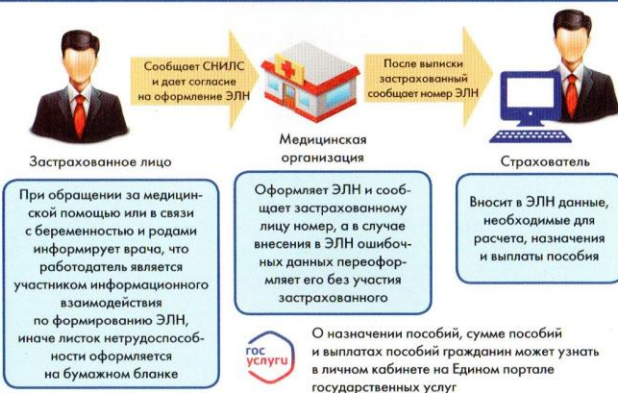 Сообщает СНИЛС
и дает согласие
на оформление ЭЛН
После выписки
застрахованный
сообщает номер ЭЛН
Застрахованное лицо
Медицинская
организация
Страхователь
При обращении за медицин-
ской помощью или в связи
с беременностью и родами
информирует врача, что
работодатель является
участником информационного
взаимодействия
по формированию ЭЛН,
иначе листок нетрудоспособ-
ности оформляется
на бумажном бланке
Оформляет ЭЛН и сооб-
щает застрахованному
лицу номер, а в случае
внесения в ЭЛН ошибоч-
ных данных переофор-
мляет его без участия
застрахованного
Вносит в ЭЛН данные,
необходимые для
расчета, назначения
и выплаты пособия
гос
услуги
О назначении пособий, сумме пособий
и выплатах пособий гражданин может узнать
в личном кабинете на Едином портале
государственных услуг